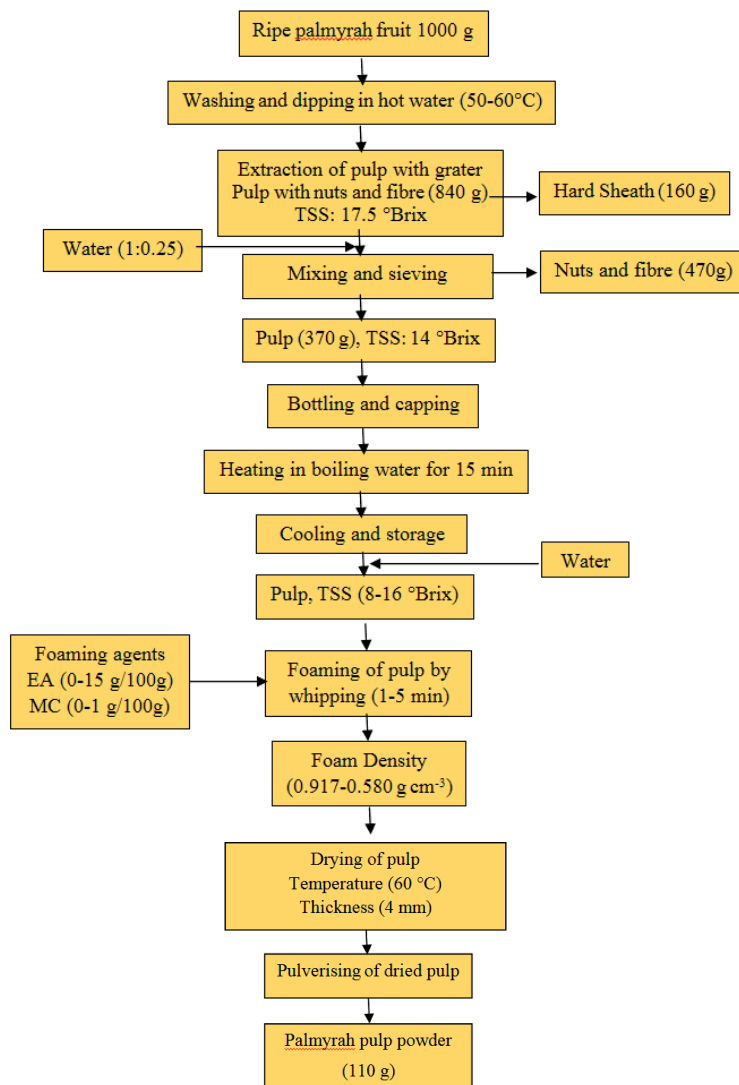 Ripe palmyrah fruit 1000 g
Washing and dipping in hot water (50-60°C)
Extraction of pulp with grater
Pulp with nuts and fibre (840 g)
TSS: 17.5 °Brix
Hard Sheath (160 g)
Water (1:0.25)
Mixing and sieving
Nuts and fibre (470g)
Pulp (370 g), TSS: 14 °Brix
Bottling and capping
Heating in boiling water for 15 min
Cooling and storage
Water
Pulp, TSS (8-16 °Brix)
Foaming agents
EA (0-15 g/100g)
MC (0-1 g/100g)
Foaming of pulp by
whipping (1-5 min)
Foam Density
(0.917-0.580 g cm⁻³)
Drying of pulp
Temperature (60 °C)
Thickness (4 mm)
Pulverising of dried pulp
Palmyrah pulp powder
(110 g)